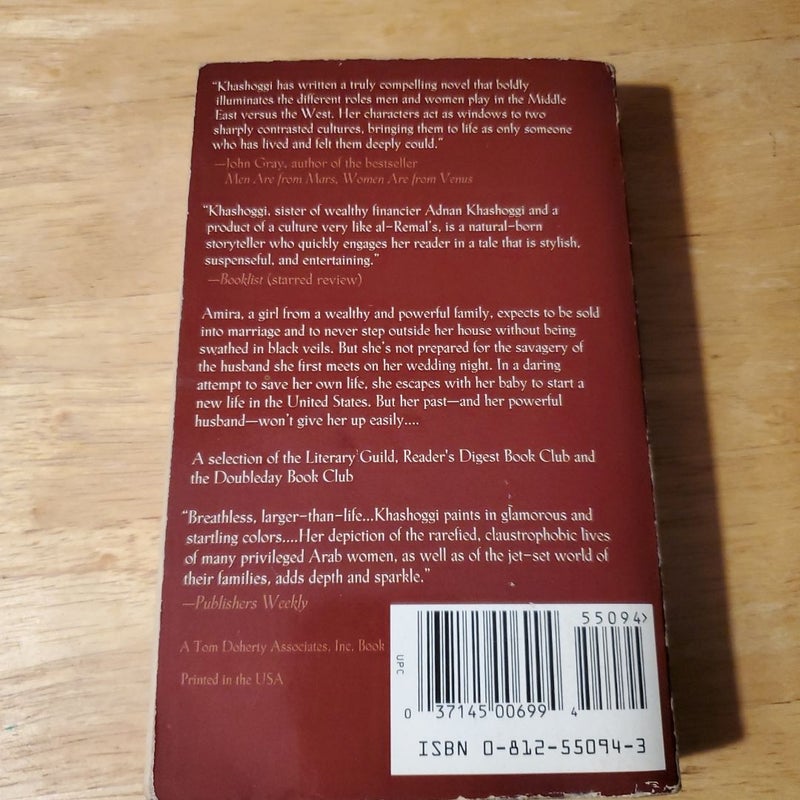 "Khashoggi has written a truly compelling novel that boldly
illuminates the different roles men and women play in the Middle
East versus the West. Her characters act as windows to two
sharply contrasted cultures, bringing them to life as only someone
who has lived and felt them deeply could."
—John Gray, author of the bestseller
Men Are from Mars, Women Are from Venus
"Khashoggi, sister of wealthy financier Adnan Khashoggi and a
product of a culture very like al-Remal's, is a natural-born
storyteller who quickly engages her reader in a tale that is stylish,
suspenseful, and entertaining."
—Booklist (starred review)
Amira, a girl from a wealthy and powerful family, expects to be sold
into marriage and to never step outside her house without being
swathed in black veils. But she's not prepared for the savagery of
the husband she first meets on her wedding night. In a daring
attempt to save her own life, she escapes with her baby to start a
new life in the United States. But her past—and her powerful
husband—won't give her up easily....
A selection of the Literary Guild, Reader's Digest Book Club and
the Doubleday Book Club
"Breathless, larger-than-life...Khashoggi paints in glamorous and
startling colors....Her depiction of the rarefied, claustrophobic lives
of many privileged Arab women, as well as of the jet-set world of
their families, adds depth and sparkle."
—Publishers Weekly
A Tom Doherty Associates, Inc. Book
Printed in the USA
55094>
UPC
0 37145 00699 4
ISBN 0-812-55094-3